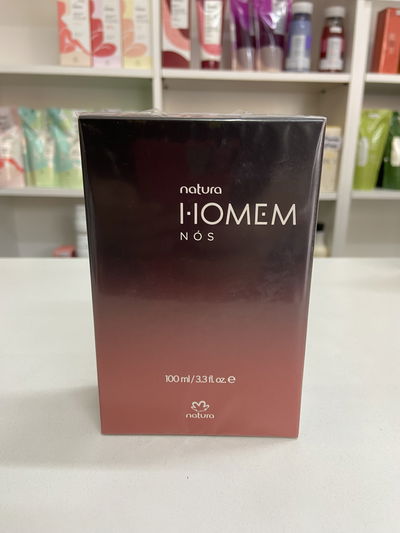 natura
HOMEM
NÓS
100 ml / 3.3 fl. oz. ℮
natura